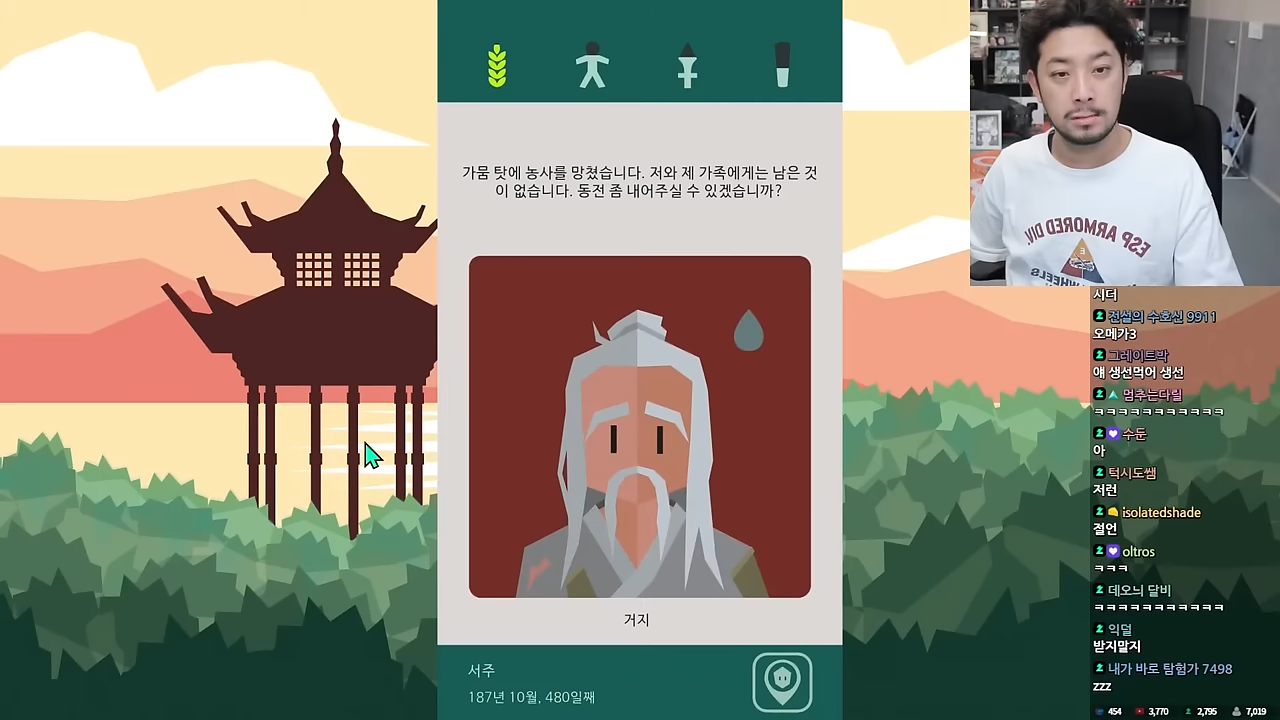 가뭄 탓에 농사를 망쳤습니다. 저와 제 가족에게는 남은 것
이 없습니다. 동전 좀 내어주실 수 있겠습니까?
거지
서주
187년 10월, 480일째
ESP ARMORED DIV.
시더
전설의 수호신 9911
오메가3
그레이트박
얘 생선먹어 생선
멈추는다릴
ㅋㅋㅋㅋㅋㅋㅋㅋㅋㅋㅋ
수둔
아
턱시도쌤
저런
isolatedshade
절언
oltros
ㅋㅋㅋ
데오늬 달비
ㅋㅋㅋㅋㅋㅋㅋㅋㅋㅋㅋ
익덜
받지말지
내가 바로 탐험가 7498
zzz
454 3,770 2,795 7,019